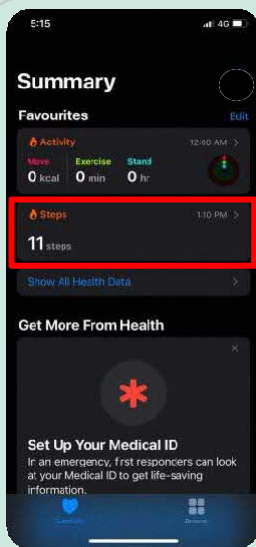 5:15
4G
Summary
Favourites
Edit
Activity
12:00 AM
Move Exercise Stand
0 kcal 0 min 0 hr
Steps
1:10 PM
11 steps
Show All Health Data
Get More From Health
Set Up Your Medical ID
In an emergency, first responders can look
at your Medical ID to get life-saving
information.
Summary
Browse